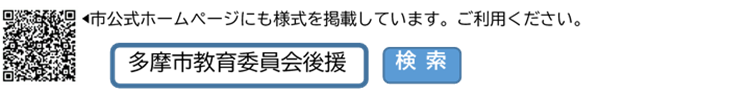 ◀市公式ホームページにも様式を掲載しています。ご利用ください。
多摩市教育委員会後援 検 索